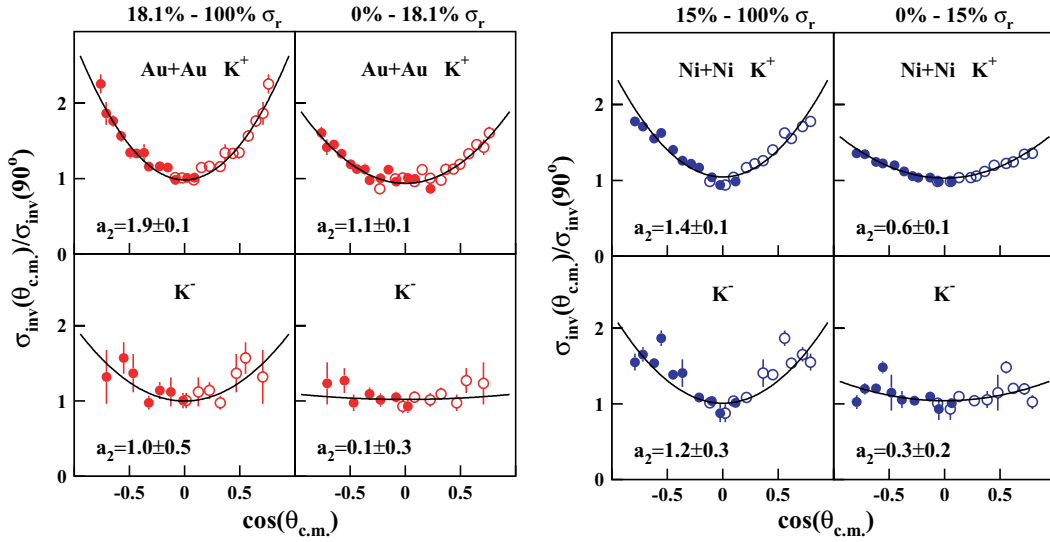 18.1% - 100% σr 0% - 18.1% σr
Au+Au K+ Au+Au K+
2
1
a2=1.9±0.1 a2=1.1±0.1
0
K- K-
2
1
a2=1.0±0.5 a2=0.1±0.3
0
-0.5 0 0.5 -0.5 0 0.5
cos(θc.m.)
σinv(θc.m.)/σinv(90o)
15% - 100% σr 0% - 15% σr
Ni+Ni K+ Ni+Ni K+
2
1
a2=1.4±0.1 a2=0.6±0.1
0
K- K-
2
1
a2=1.2±0.3 a2=0.3±0.2
0
-0.5 0 0.5 -0.5 0 0.5
cos(θc.m.)
σinv(θc.m.)/σinv(90o)